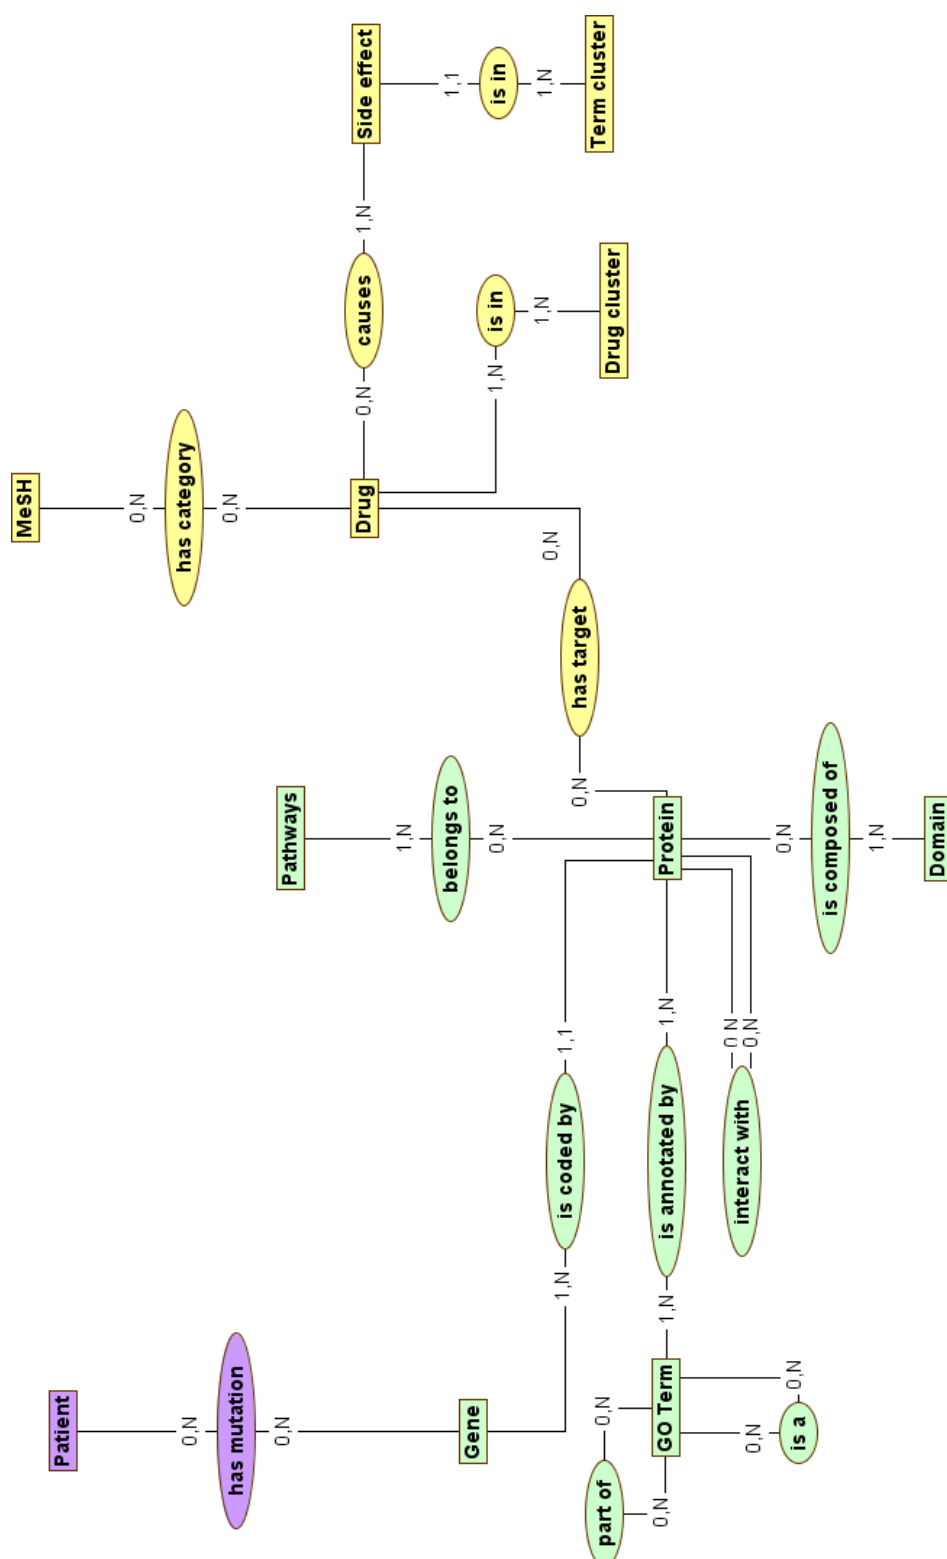 MeSH
0,N
has category
0,N
Drug
0,N
causes
1,N
Side effect
1,1
is in
1,N
Term cluster
1,N
is in
1,N
Drug cluster
0,N
has target
0,N
Protein
Pathways
1,N
belongs to
0,N
0,N
is composed of
1,N
Domain
1,1
is coded by
1,N
Gene
0,N
has mutation
0,N
Patient
1,N
is annotated by
1,N
GO Term
0,N
0,N
interact with
0,N
part of
0,N
0,N
is a
0,N